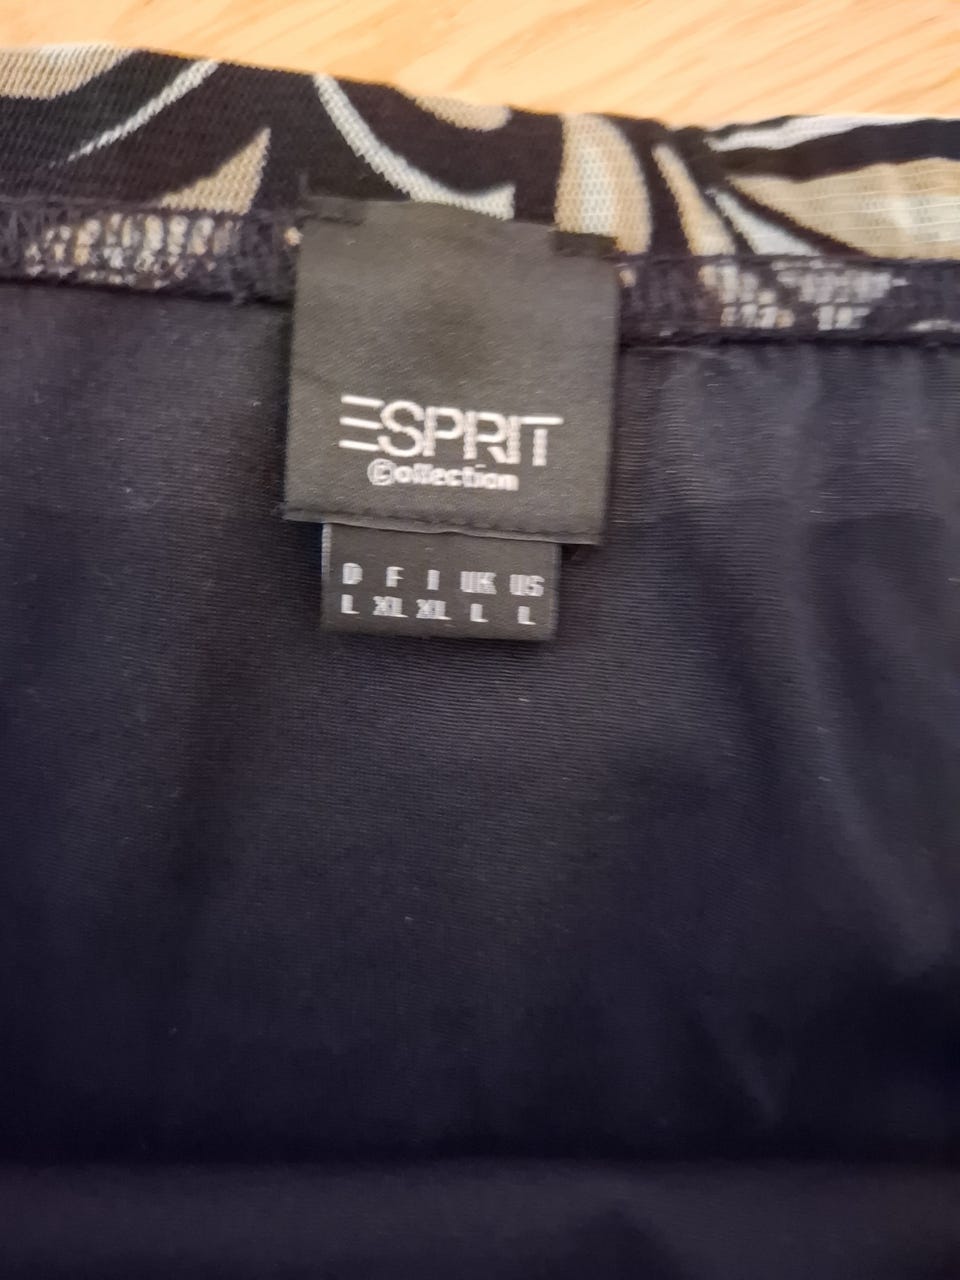 ESPRIT
Collection
D F I UK US
L XL XL L L